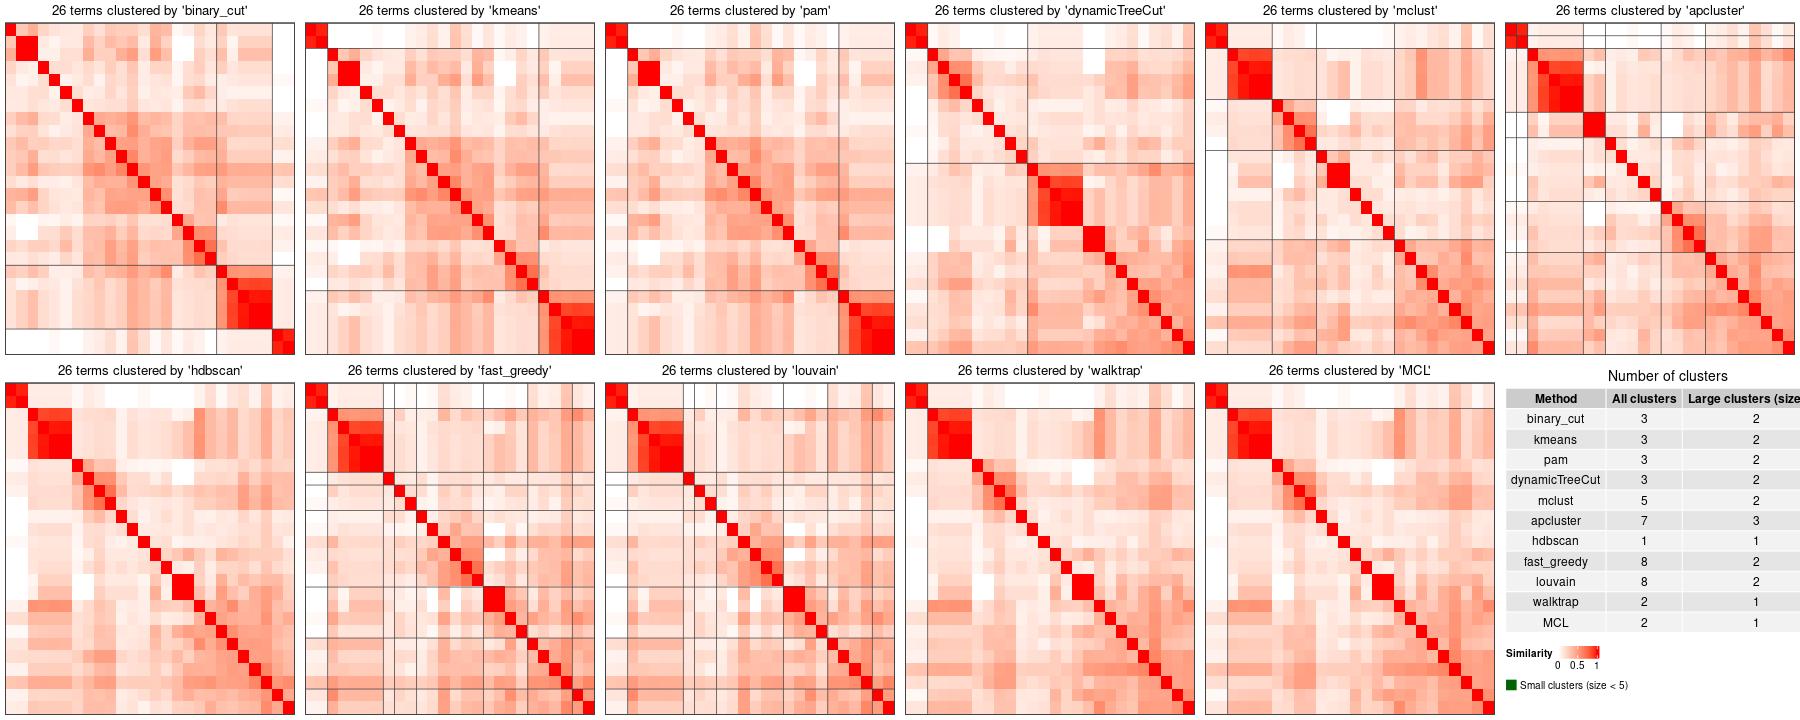 26 terms clustered by 'binary_cut'
26 terms clustered by 'kmeans'
26 terms clustered by 'pam'
26 terms clustered by 'dynamicTreeCut'
26 terms clustered by 'mclust'
26 terms clustered by 'apcluster'
26 terms clustered by 'hdbscan'
26 terms clustered by 'fast_greedy'
26 terms clustered by 'louvain'
26 terms clustered by 'walktrap'
26 terms clustered by 'MCL'
Number of clusters
Method All clusters Large clusters (size
binary_cut 3 2
kmeans 3 2
pam 3 2
dynamicTreeCut 3 2
mclust 5 2
apcluster 7 3
hdbscan 1 1
fast_greedy 8 2
louvain 8 2
walktrap 2 1
MCL 2 1
Similarity
0 0.5 1
Small clusters (size < 5)